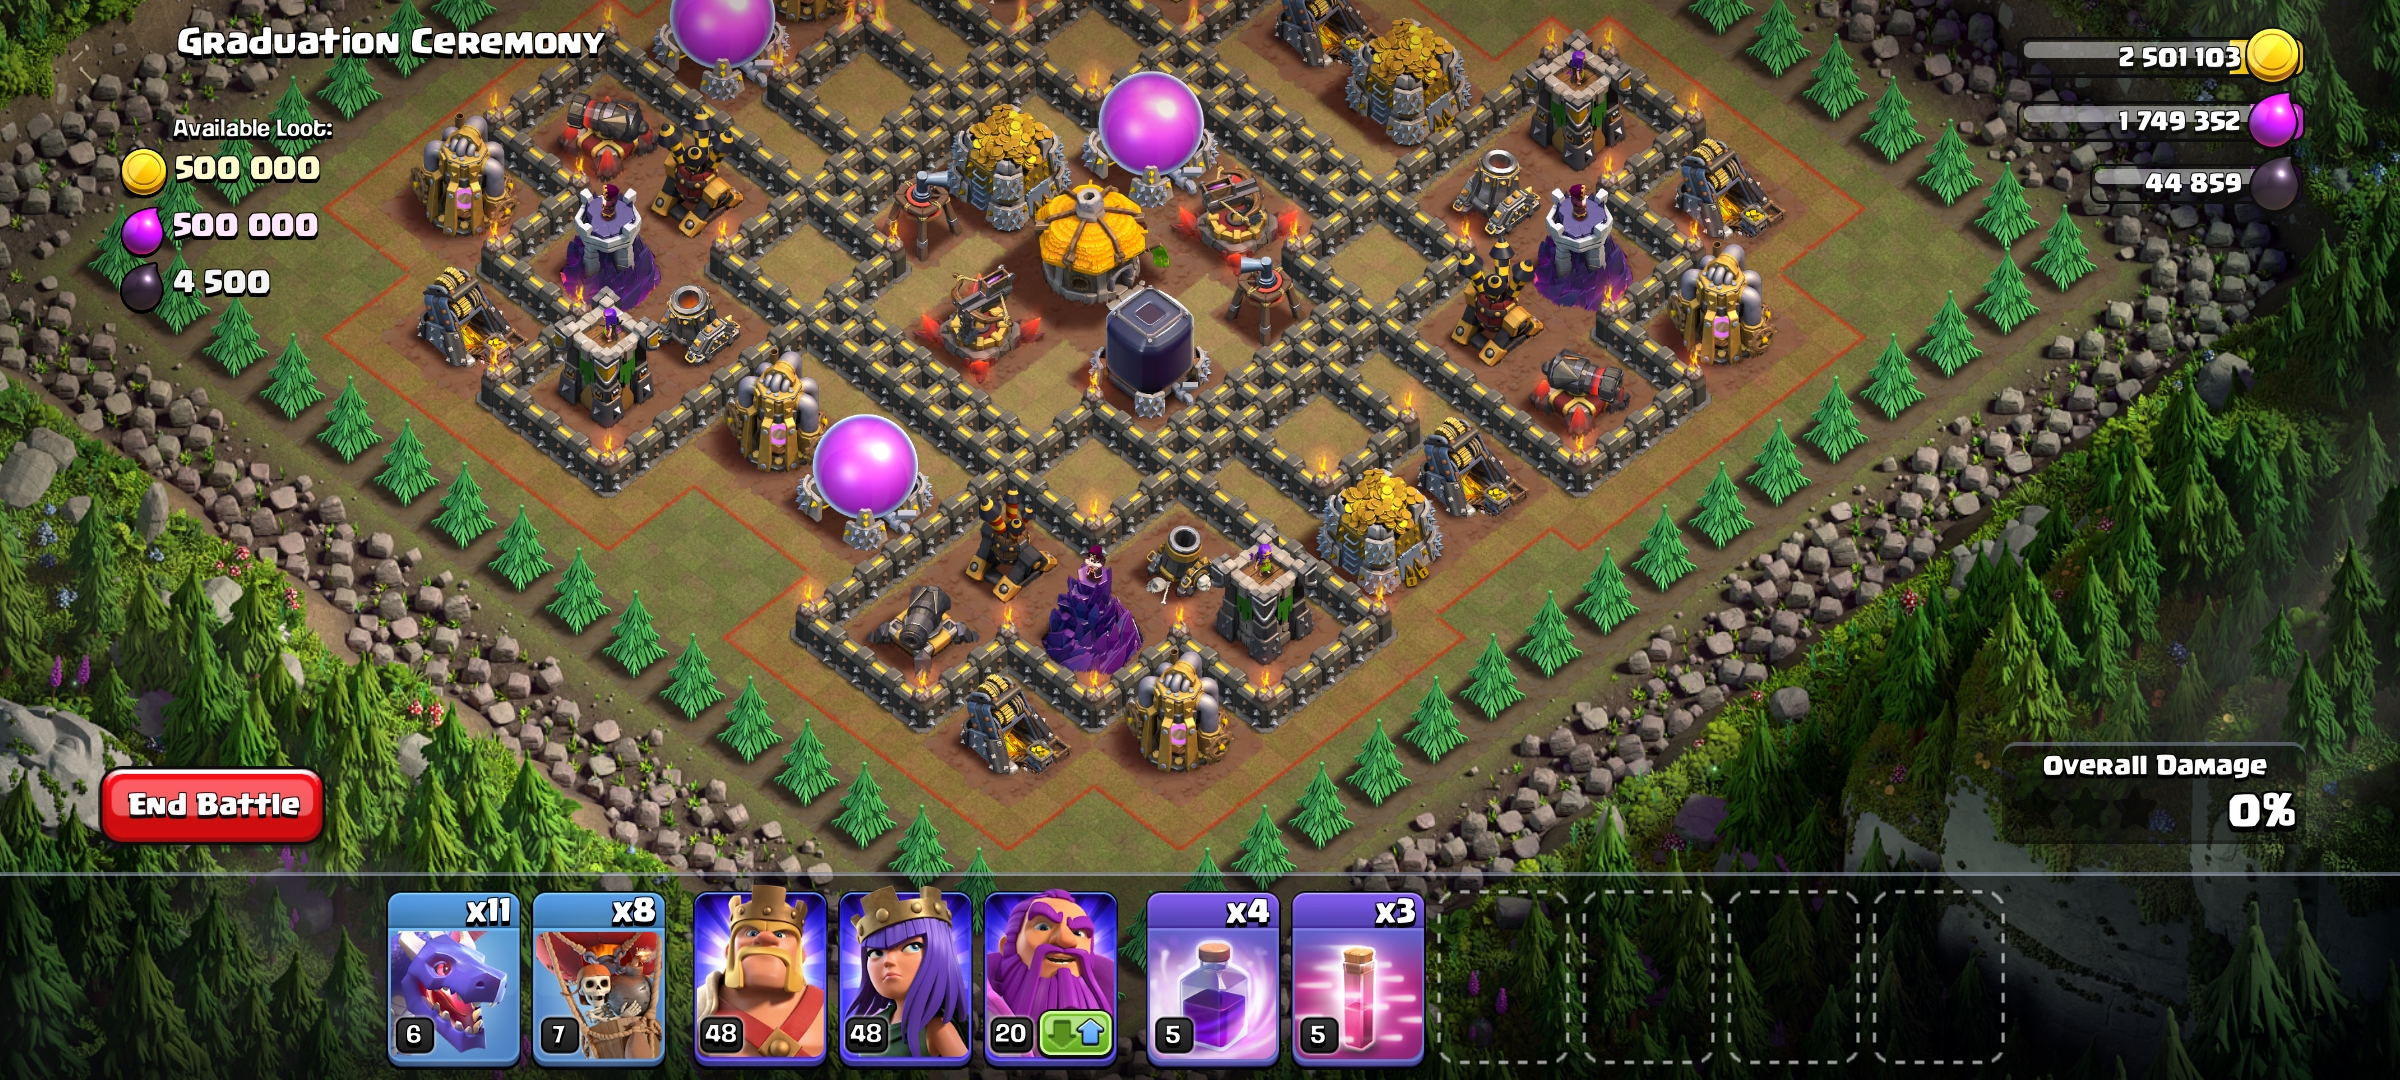 Graduation Ceremony
Available Loot:
500 000
500 000
4 500
2 501 103
1 749 352
44 859
End Battle
Overall Damage
0%
x11
x8
x4
x3
6
7
48
48
20
5
5